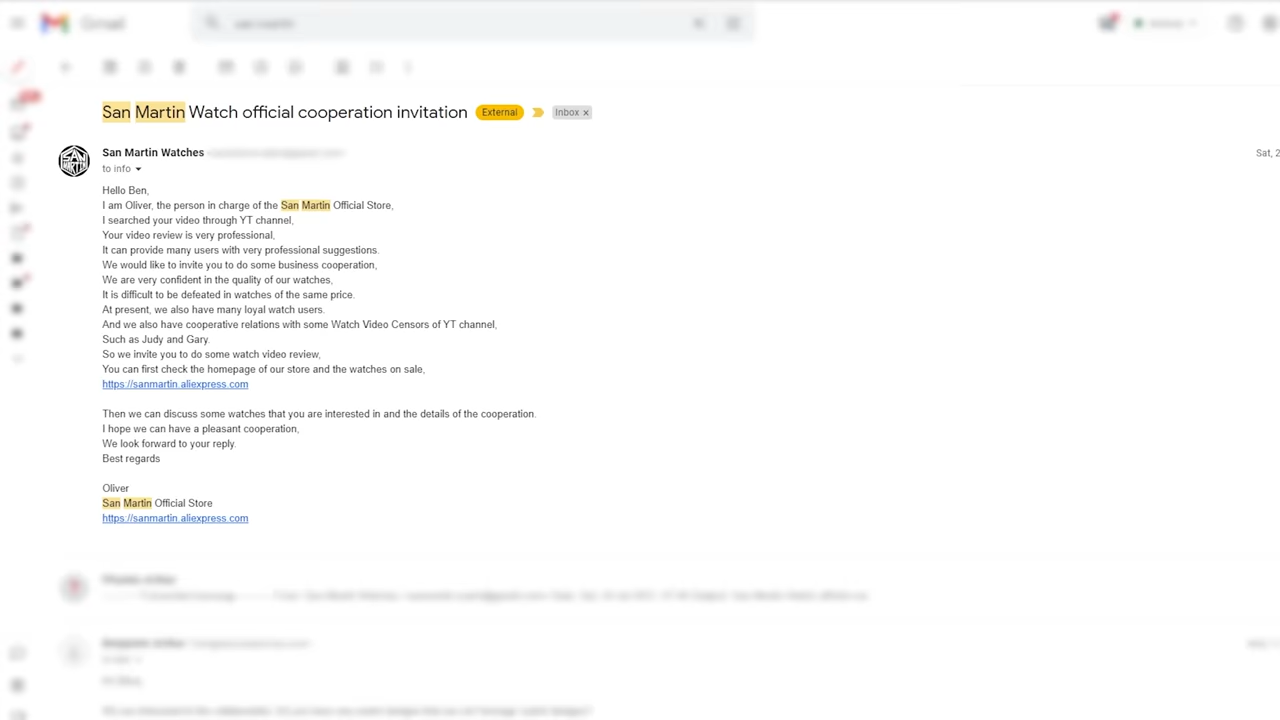 Gmail
San Martin Watch official cooperation invitation External Inbox x
San Martin Watches
Sat, 2
to info
Hello Ben,
I am Oliver, the person in charge of the San Martin Official Store,
I searched your video through YT channel,
Your video review is very professional,
It can provide many users with very professional suggestions.
We would like to invite you to do some business cooperation,
We are very confident in the quality of our watches,
It is difficult to be defeated in watches of the same price.
At present, we also have many loyal watch users.
And we also have cooperative relations with some Watch Video Censors of YT channel,
Such as Judy and Gary.
So we invite you to do some watch video review,
You can first check the homepage of our store and the watches on sale,
https://sanmartin.aliexpress.com
Then we can discuss some watches that you are interested in and the details of the cooperation.
I hope we can have a pleasant cooperation,
We look forward to your reply.
Best regards
Oliver
San Martin Official Store
https://sanmartin.aliexpress.com